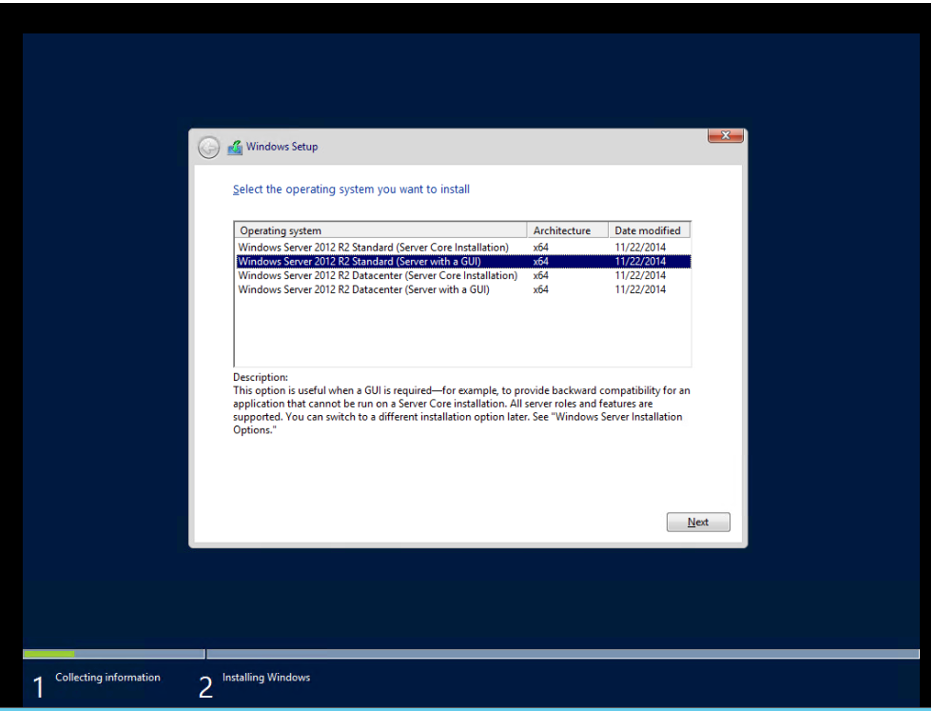 Windows Setup
Select the operating system you want to install
Operating system Architecture Date modified
Windows Server 2012 R2 Standard (Server Core Installation) x64 11/22/2014
Windows Server 2012 R2 Standard (Server with a GUI) x64 11/22/2014
Windows Server 2012 R2 Datacenter (Server Core Installation) x64 11/22/2014
Windows Server 2012 R2 Datacenter (Server with a GUI) x64 11/22/2014
Description:
This option is useful when a GUI is required—for example, to provide backward compatibility for an
application that cannot be run on a Server Core installation. All server roles and features are
supported. You can switch to a different installation option later. See "Windows Server Installation
Options."
Next
1 Collecting information 2 Installing Windows